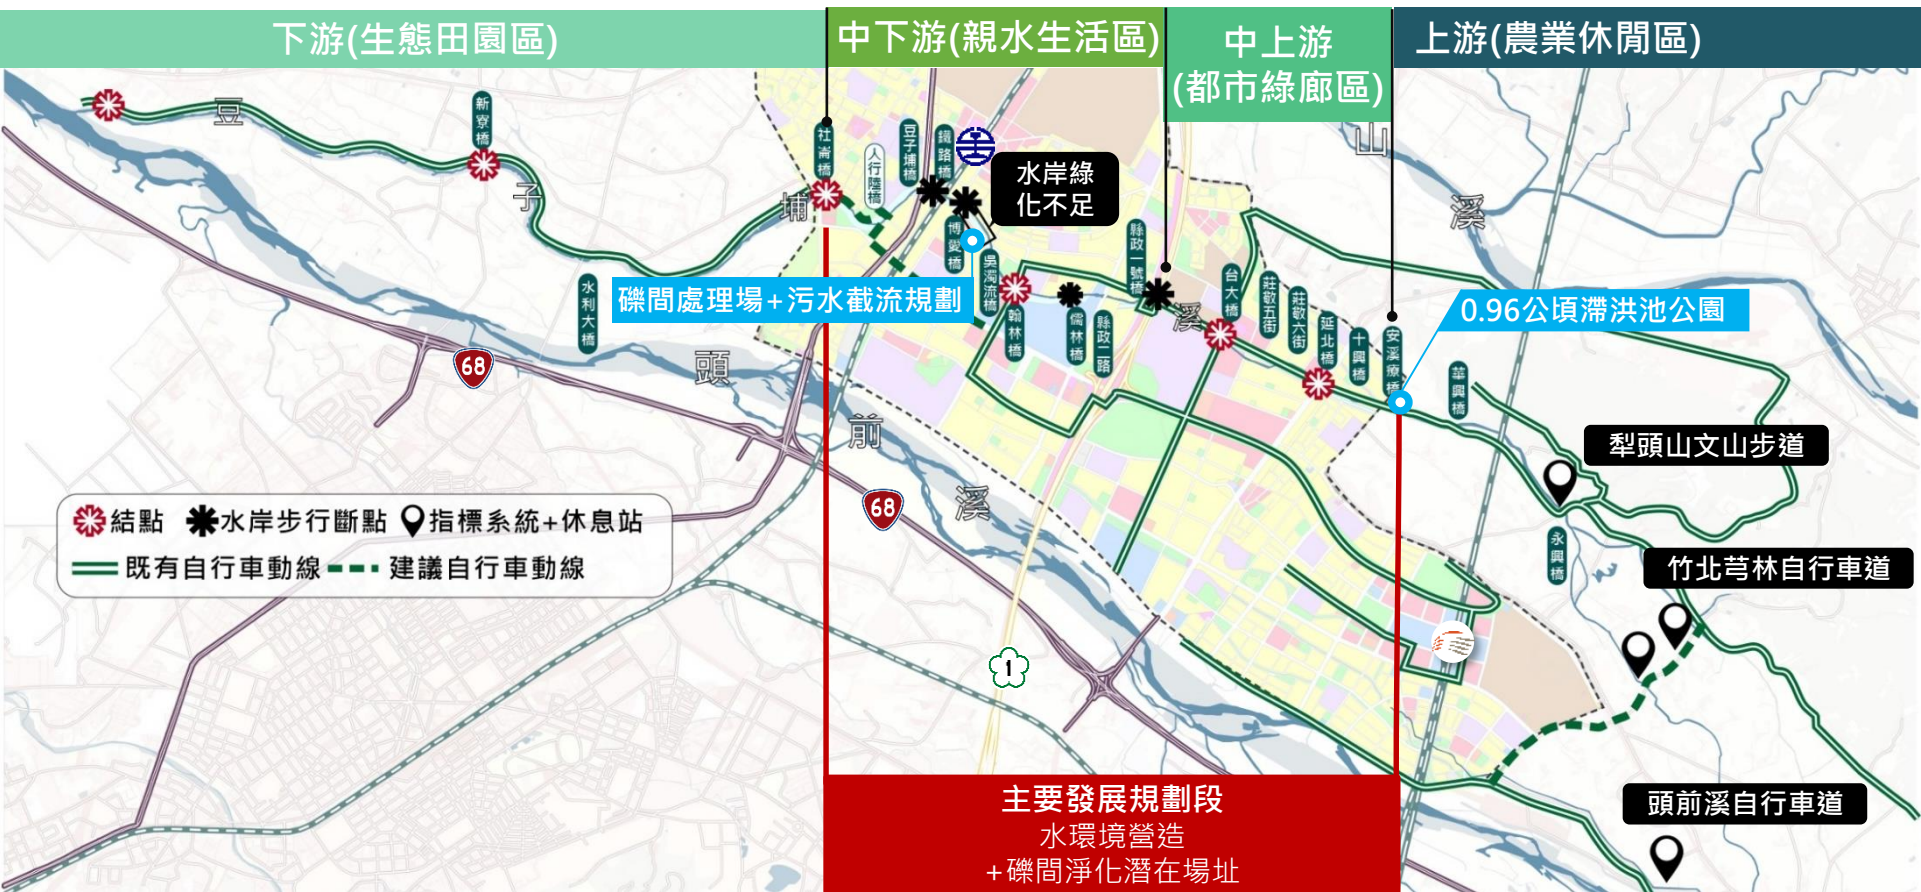 下游(生態田園區)
中下游(親水生活區)
中上游
(都市綠廊區)
上游(農業休閒區)
豆
子
埔
溪
山
溪
新寮橋
社崙橋
人行陸橋
豆子埔橋
鐵路橋
水岸綠
化不足
博愛橋
吳濁流橋
翰林橋
儒林橋
縣政二路
縣政一號橋
台大橋
莊敬五街
莊敬六街
延北橋
十興橋
安溪寮橋
華興橋
永興橋
水利大橋
礫間處理場+污水截流規劃
0.96公頃滯洪池公園
頭
前
溪
68
68
1
犁頭山文山步道
竹北芎林自行車道
頭前溪自行車道
結點
水岸步行斷點
指標系統+休息站
既有自行車動線
建議自行車動線
主要發展規劃段
水環境營造
+礫間淨化潛在場址